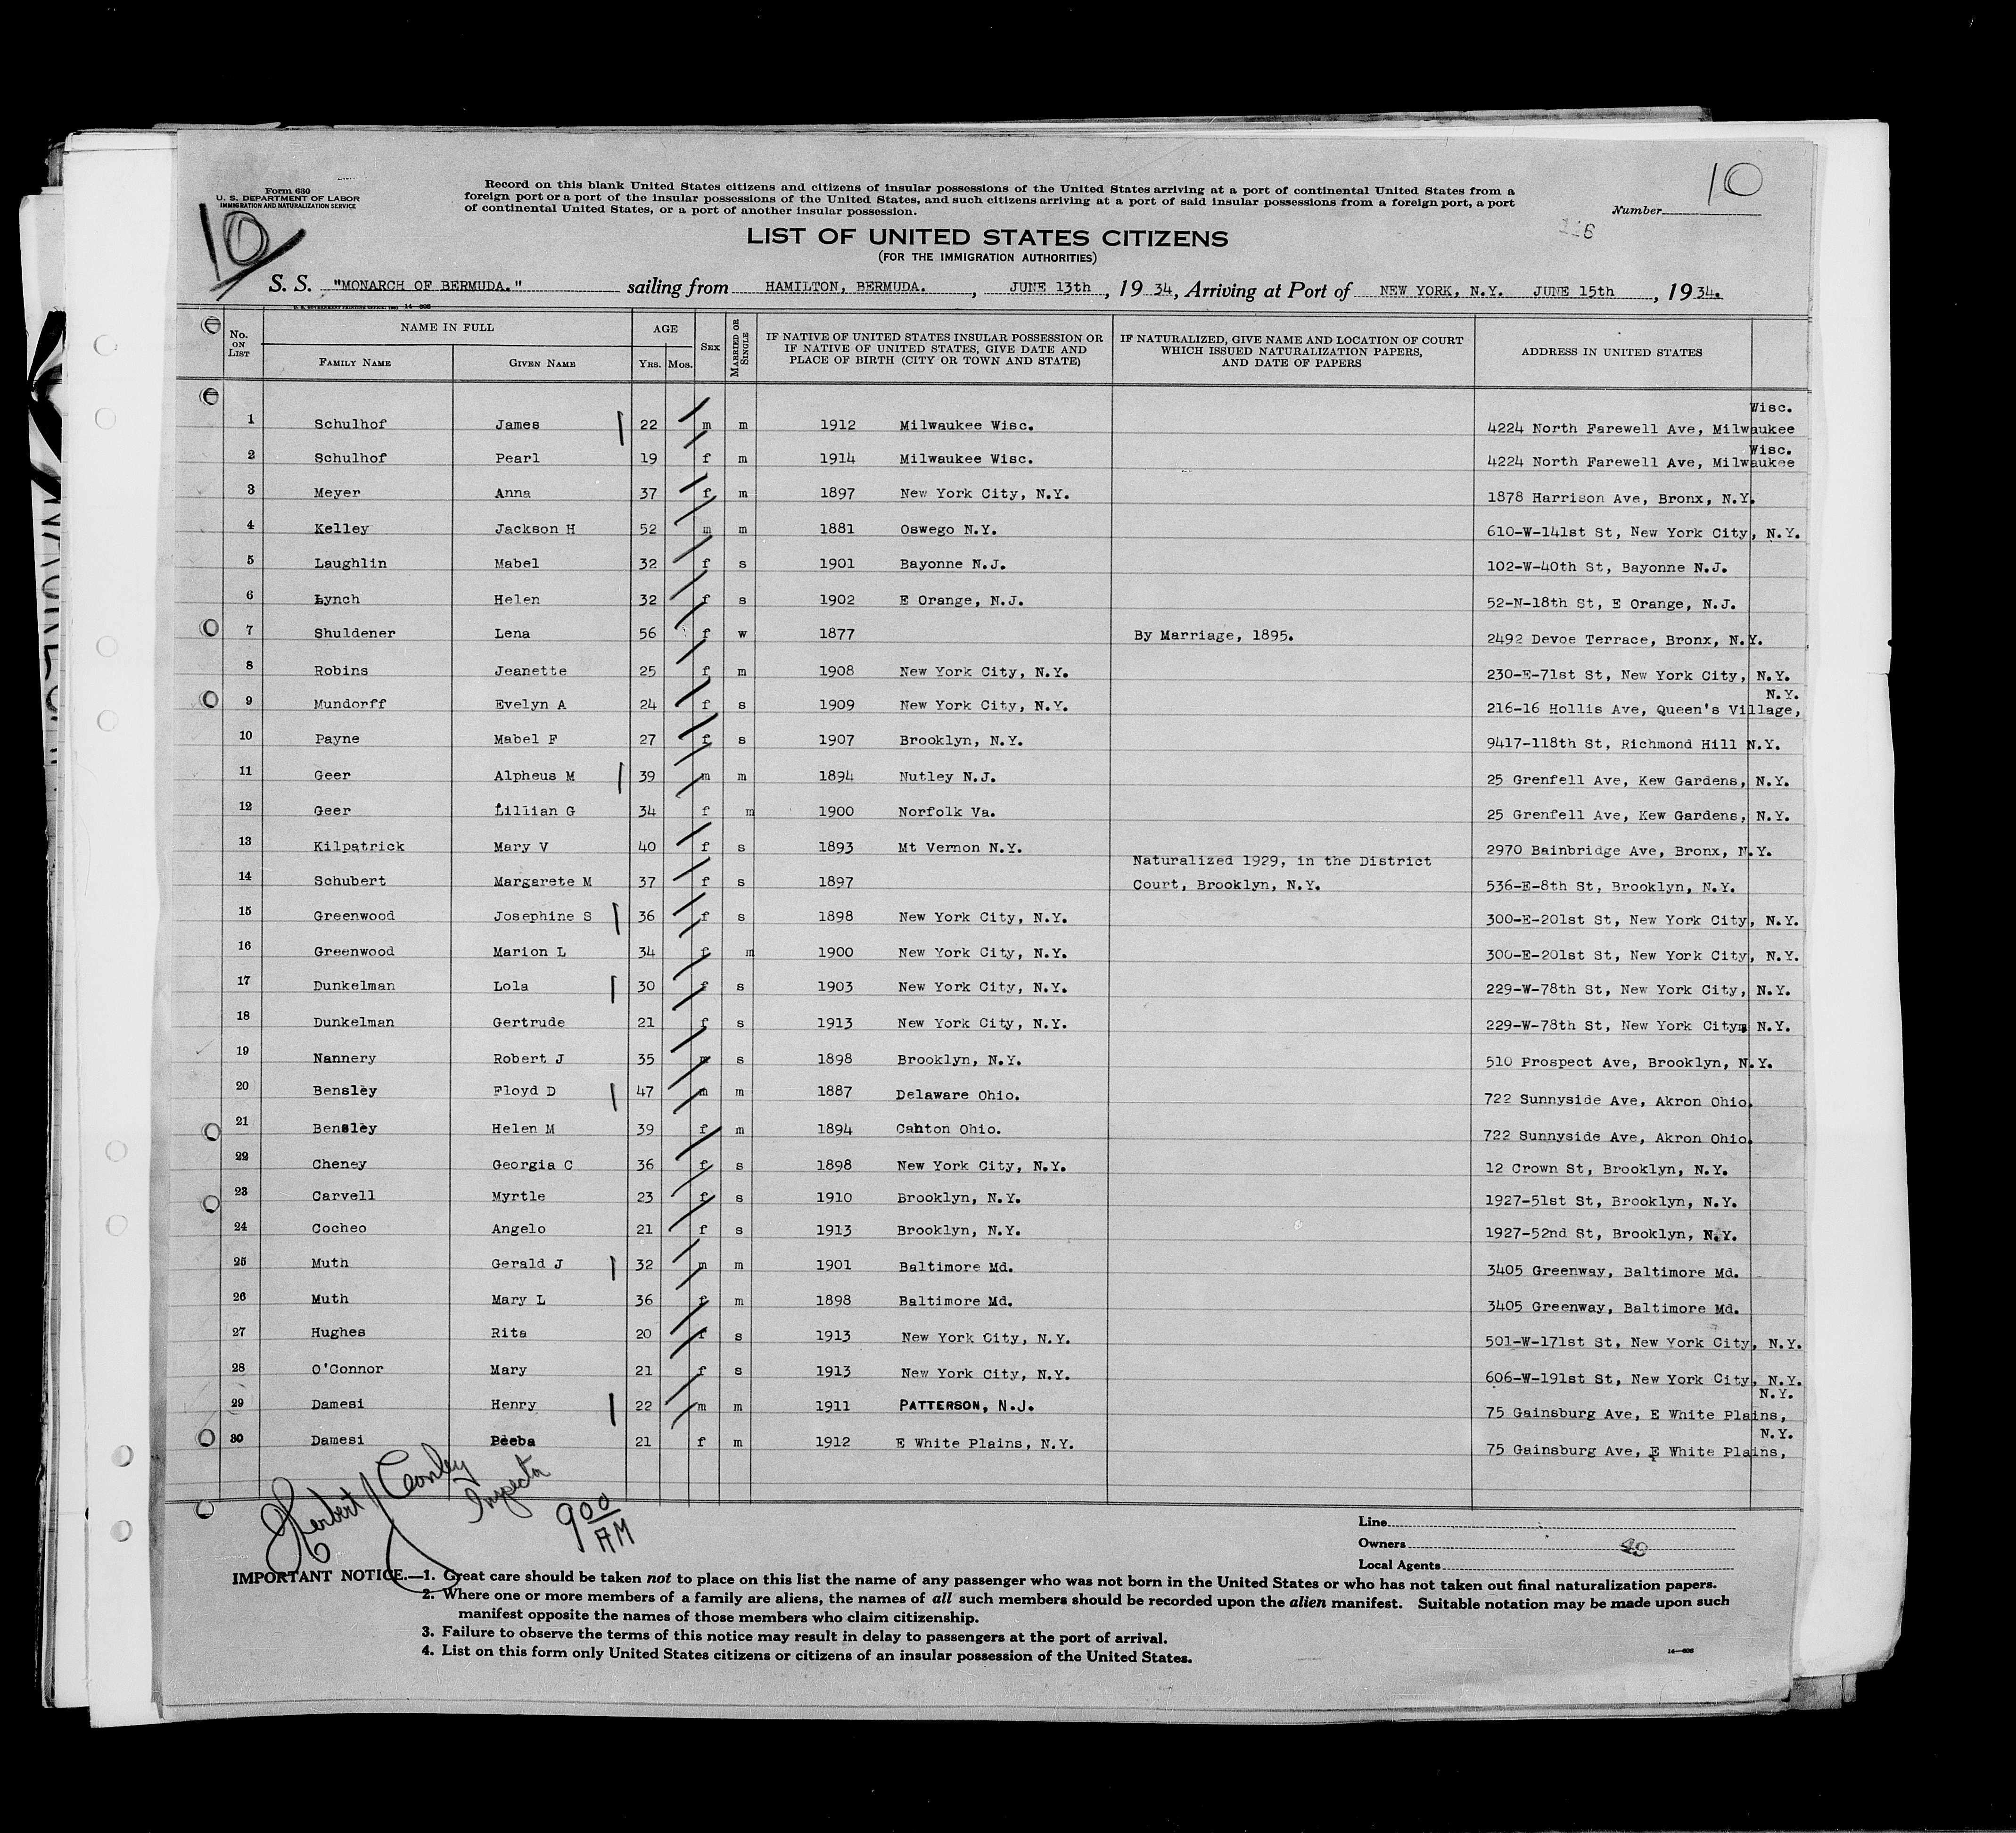 Form 630
U. S. DEPARTMENT OF LABOR
IMMIGRATION AND NATURALIZATION SERVICE
10
Record on this blank United States citizens and citizens of insular possessions of the United States arriving at a port of continental United States from a
foreign port or a port of the insular possessions of the United States, and such citizens arriving at a port of said insular possessions from a foreign port, a port
of continental United States, or a port of another insular possession.
Number 10
LIST OF UNITED STATES CITIZENS
(FOR THE IMMIGRATION AUTHORITIES)
S. S. "MONARCH OF BERMUDA." sailing from HAMILTON, BERMUDA., JUNE 13th, 1934, Arriving at Port of NEW YORK, N.Y. JUNE 15th, 1934.
No. ON LIST NAME IN FULL FAMILY NAME GIVEN NAME AGE YRS. MOS. SEX MARRIED OR SINGLE IF NATIVE OF UNITED STATES INSULAR POSSESSION OR IF NATIVE OF UNITED STATES, GIVE DATE AND PLACE OF BIRTH (CITY OR TOWN AND STATE) IF NATURALIZED, GIVE NAME AND LOCATION OF COURT WHICH ISSUED NATURALIZATION PAPERS, AND DATE OF PAPERS ADDRESS IN UNITED STATES
1 Schulhof James 22 m m 1912 Milwaukee Wisc. 4224 North Farewell Ave, Milwaukee Wisc.
2 Schulhof Pearl 19 f m 1914 Milwaukee Wisc. 4224 North Farewell Ave, Milwaukee Wisc.
3 Meyer Anna 37 f m 1897 New York City, N.Y. 1878 Harrison Ave, Bronx, N.Y.
4 Kelley Jackson H 52 m m 1881 Oswego N.Y. 610-W-141st St, New York City, N.Y.
5 Laughlin Mabel 32 f s 1901 Bayonne N.J. 102-W-40th St, Bayonne N.J.
6 Lynch Helen 32 f s 1902 E Orange, N.J. 52-N-18th St, E Orange, N.J.
7 Shuldener Lena 56 f w 1877 By Marriage, 1895. 2492 Devoe Terrace, Bronx, N.Y.
8 Robins Jeanette 25 f m 1908 New York City, N.Y. 230-E-71st St, New York City, N.Y.
9 Mundorff Evelyn A 24 f s 1909 New York City, N.Y. 216-16 Hollis Ave, Queen's Village, N.Y.
10 Payne Mabel F 27 f s 1907 Brooklyn, N.Y. 9417-118th St, Richmond Hill N.Y.
11 Geer Alpheus M 39 m m 1894 Nutley N.J. 25 Grenfell Ave, Kew Gardens, N.Y.
12 Geer Lillian G 34 f m 1900 Norfolk Va. 25 Grenfell Ave, Kew Gardens, N.Y.
13 Kilpatrick Mary V 40 f s 1893 Mt Vernon N.Y. 2970 Bainbridge Ave, Bronx, N.Y.
14 Schubert Margarete M 37 f s 1897 Naturalized 1929, in the District Court, Brooklyn, N.Y. 536-E-8th St, Brooklyn, N.Y.
15 Greenwood Josephine S 36 f s 1898 New York City, N.Y. 300-E-201st St, New York City, N.Y.
16 Greenwood Marion L 34 f m 1900 New York City, N.Y. 300-E-201st St, New York City, N.Y.
17 Dunkelman Lola 30 f s 1903 New York City, N.Y. 229-W-78th St, New York City, N.Y.
18 Dunkelman Gertrude 21 f s 1913 New York City, N.Y. 229-W-78th St, New York City, N.Y.
19 Nannery Robert J 35 m s 1898 Brooklyn, N.Y. 510 Prospect Ave, Brooklyn, N.Y.
20 Bensley Floyd D 47 m m 1887 Delaware Ohio. 722 Sunnyside Ave, Akron Ohio.
21 Bensley Helen M 39 f m 1894 Cahton Ohio. 722 Sunnyside Ave, Akron Ohio.
22 Cheney Georgia C 36 f s 1898 New York City, N.Y. 12 Crown St, Brooklyn, N.Y.
23 Carvell Myrtle 23 f s 1910 Brooklyn, N.Y. 1927-51st St, Brooklyn, N.Y.
24 Cocheo Angelo 21 f s 1913 Brooklyn, N.Y. 1927-52nd St, Brooklyn, N.Y.
25 Muth Gerald J 32 m m 1901 Baltimore Md. 3405 Greenway, Baltimore Md.
26 Muth Mary L 36 f m 1898 Baltimore Md. 3405 Greenway, Baltimore Md.
27 Hughes Rita 20 f s 1913 New York City, N.Y. 501-W-171st St, New York City, N.Y.
28 O'Connor Mary 21 f s 1913 New York City, N.Y. 606-W-191st St, New York City, N.Y.
29 Damesi Henry 22 m m 1911 PATTERSON, N.J. 75 Gainsburg Ave, E White Plains, N.Y.
30 Damesi Beeba 21 f m 1912 E White Plains, N.Y. 75 Gainsburg Ave, E White Plains, N.Y.
Herbert J Conley
Inspector
9 00 AM
Line
Owners
Local Agents
IMPORTANT NOTICE.—1. Great care should be taken not to place on this list the name of any passenger who was not born in the United States or who has not taken out final naturalization papers.
2. Where one or more members of a family are aliens, the names of all such members should be recorded upon the alien manifest. Suitable notation may be made upon such
manifest opposite the names of those members who claim citizenship.
3. Failure to observe the terms of this notice may result in delay to passengers at the port of arrival.
4. List on this form only United States citizens or citizens of an insular possession of the United States.